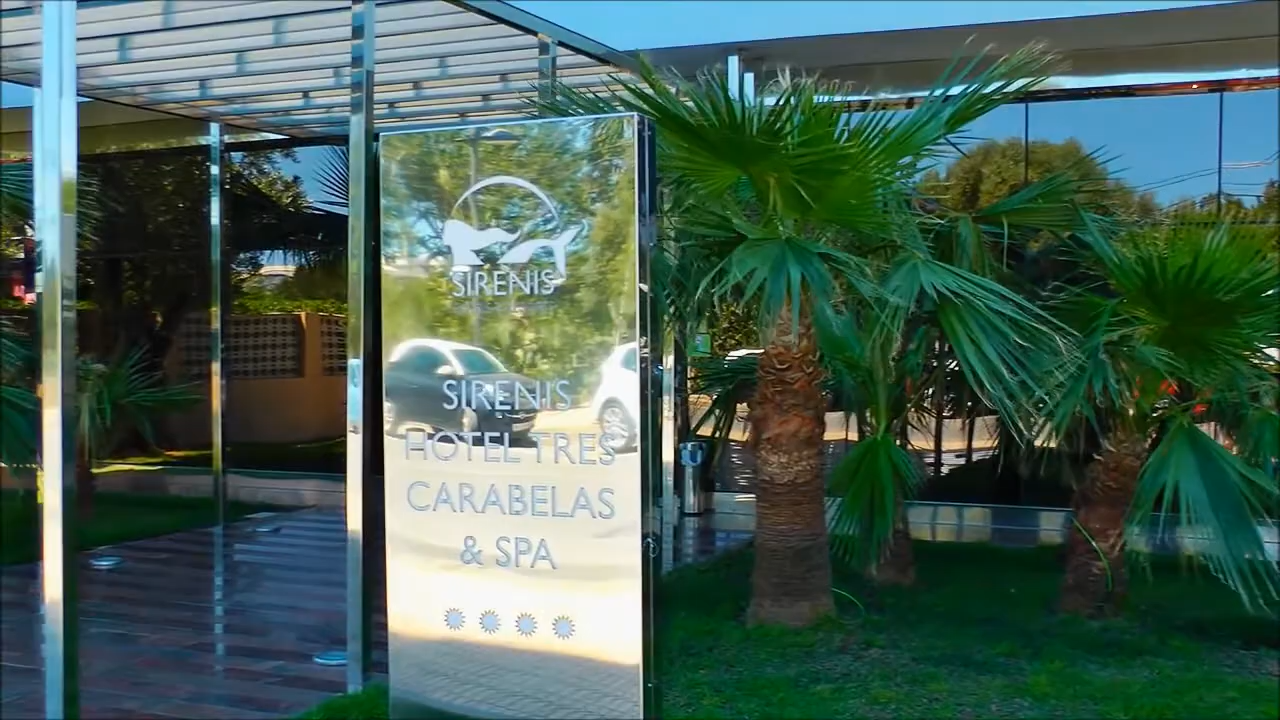 SIRENIS
SIRENIS
HOTEL TRES
CARABELAS
& SPA